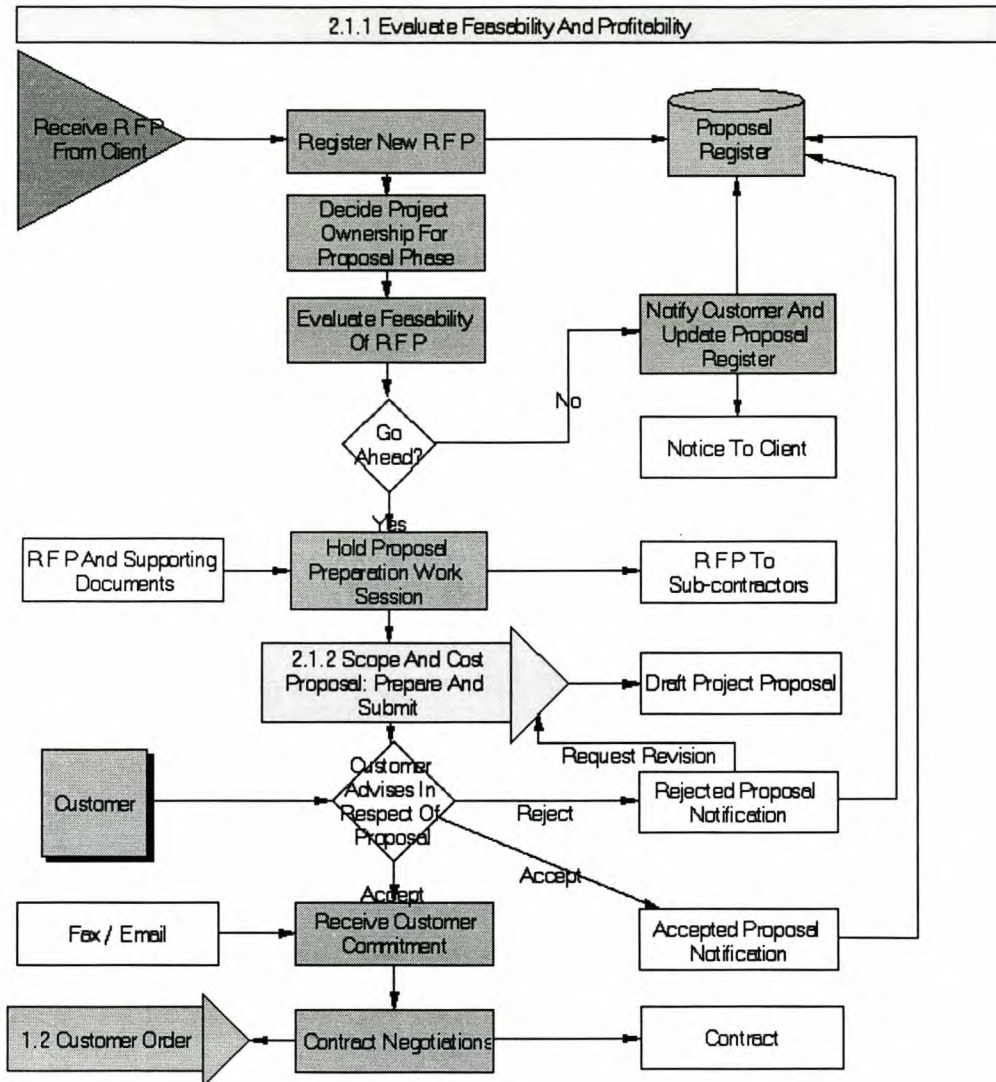 2.1.1 Evaluate Feasability And Profitability
Receive R F P
From Client
Register New R F P
Proposal
Register
Decide Project
Ownership For
Proposal Phase
Evaluate Feasability
Of R F P
Notify Customer And
Update Proposal
Register
No
Go
Ahead?
Notice To Client
Yes
R F P And Supporting
Documents
Hold Proposal
Preparation Work
Session
R F P To
Sub-contractors
2.1.2 Scope And Cost
Proposal: Prepare And
Submit
Draft Project Proposal
Request Revision
Customer
Customer
Advises In
Respect Of
Proposal
Reject
Rejected Proposal
Notification
Accept
Accept
Fax / Email
Receive Customer
Commitment
Accepted Proposal
Notification
1.2 Customer Order
Contract Negotiations
Contract